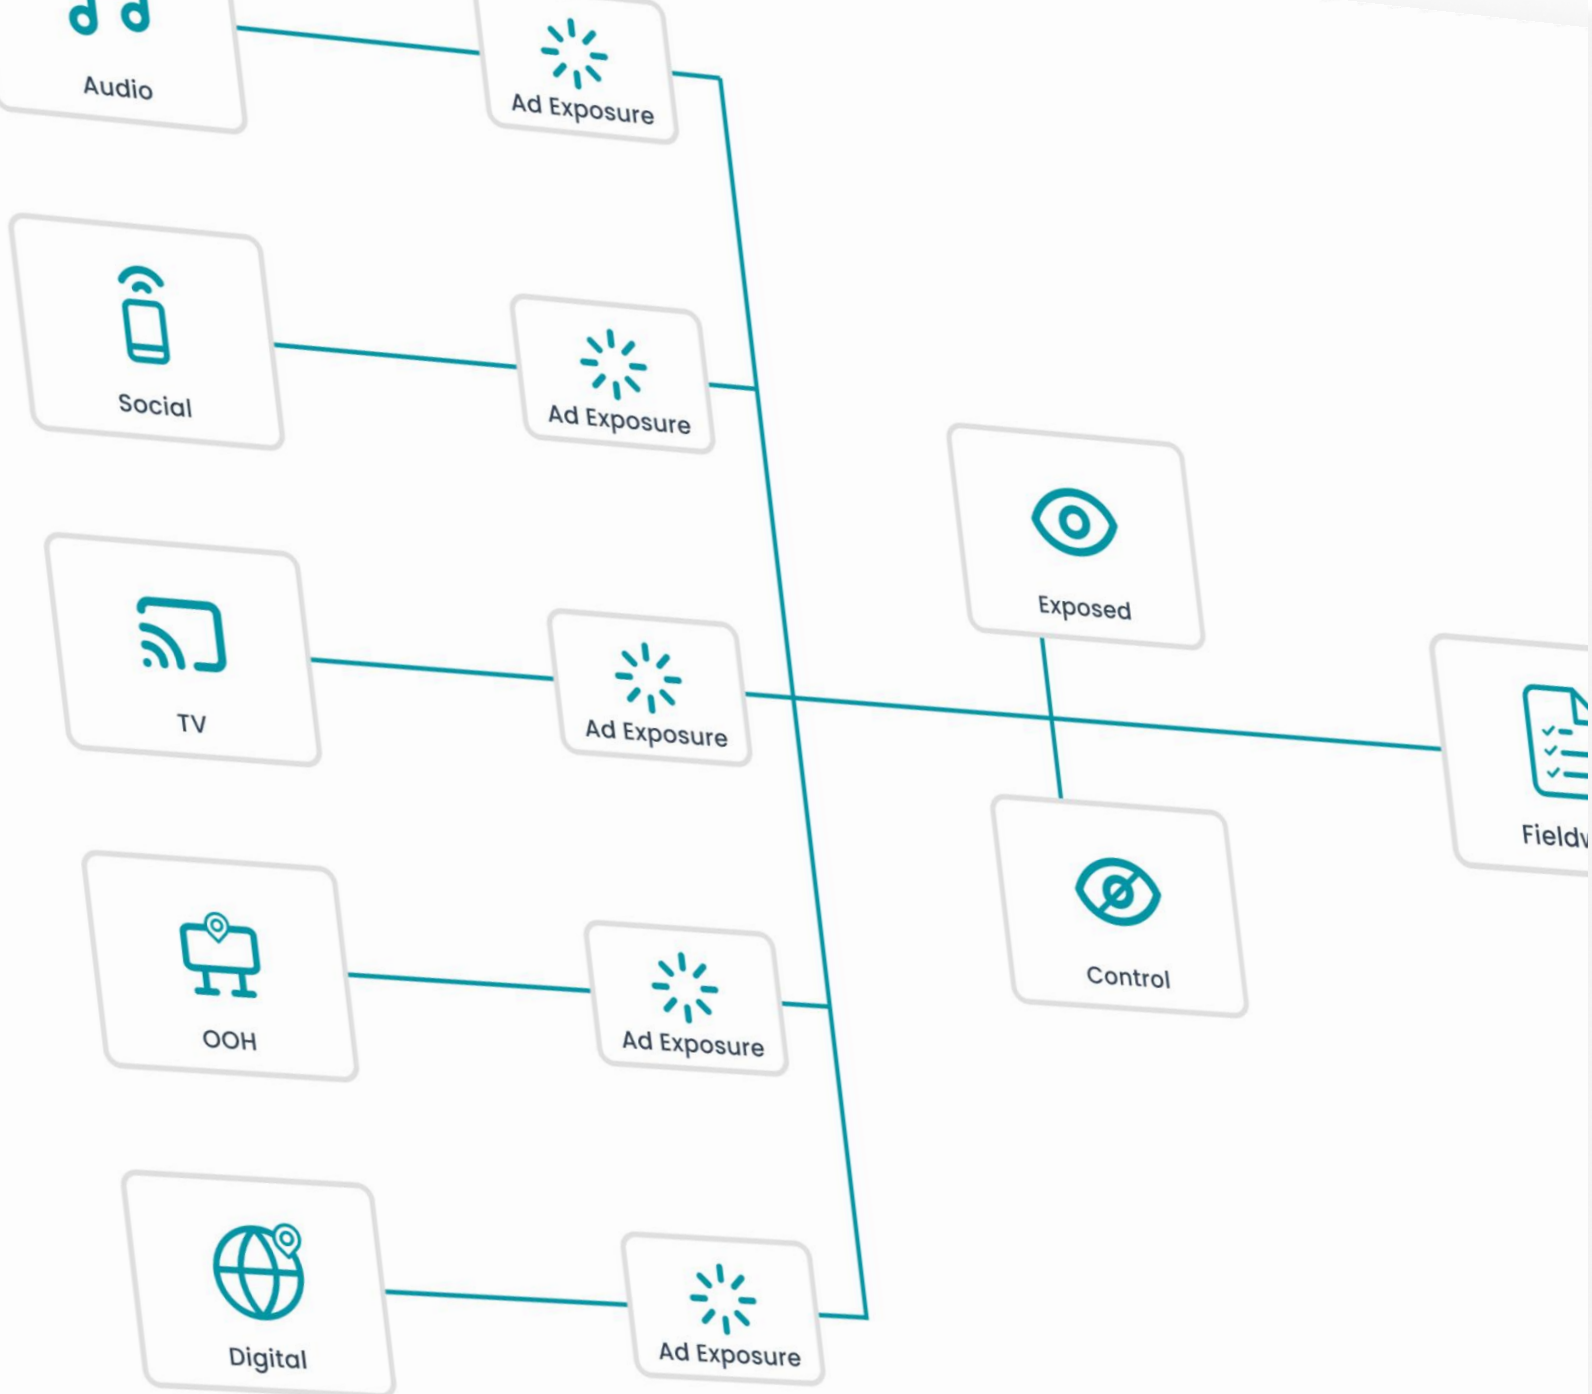 Audio
Ad Exposure
Social
Ad Exposure
Exposed
TV
Ad Exposure
Control
OOH
Ad Exposure
Digital
Ad Exposure